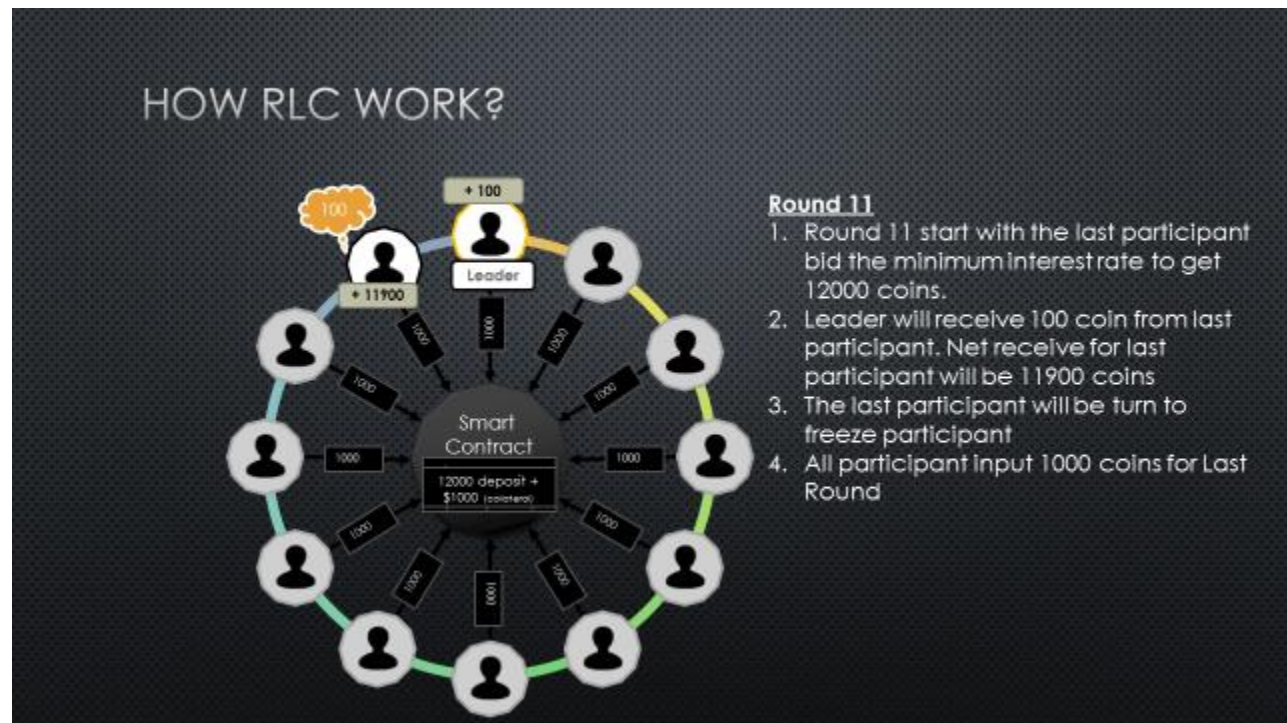 HOW RLC WORK?
+ 100
100
Leader
+ 11900
1000
1000
1000
1000
1000
1000
1000
1000
1000
1000
1000
1000
Smart
Contract
12000 deposit +
$1000 (colateral)
Round 11
1. Round 11 start with the last participant
bid the minimum interest rate to get
12000 coins.
2. Leader will receive 100 coin from last
participant. Net receive for last
participant will be 11900 coins
3. The last participant will be turn to
freeze participant
4. All participant input 1000 coins for Last
Round